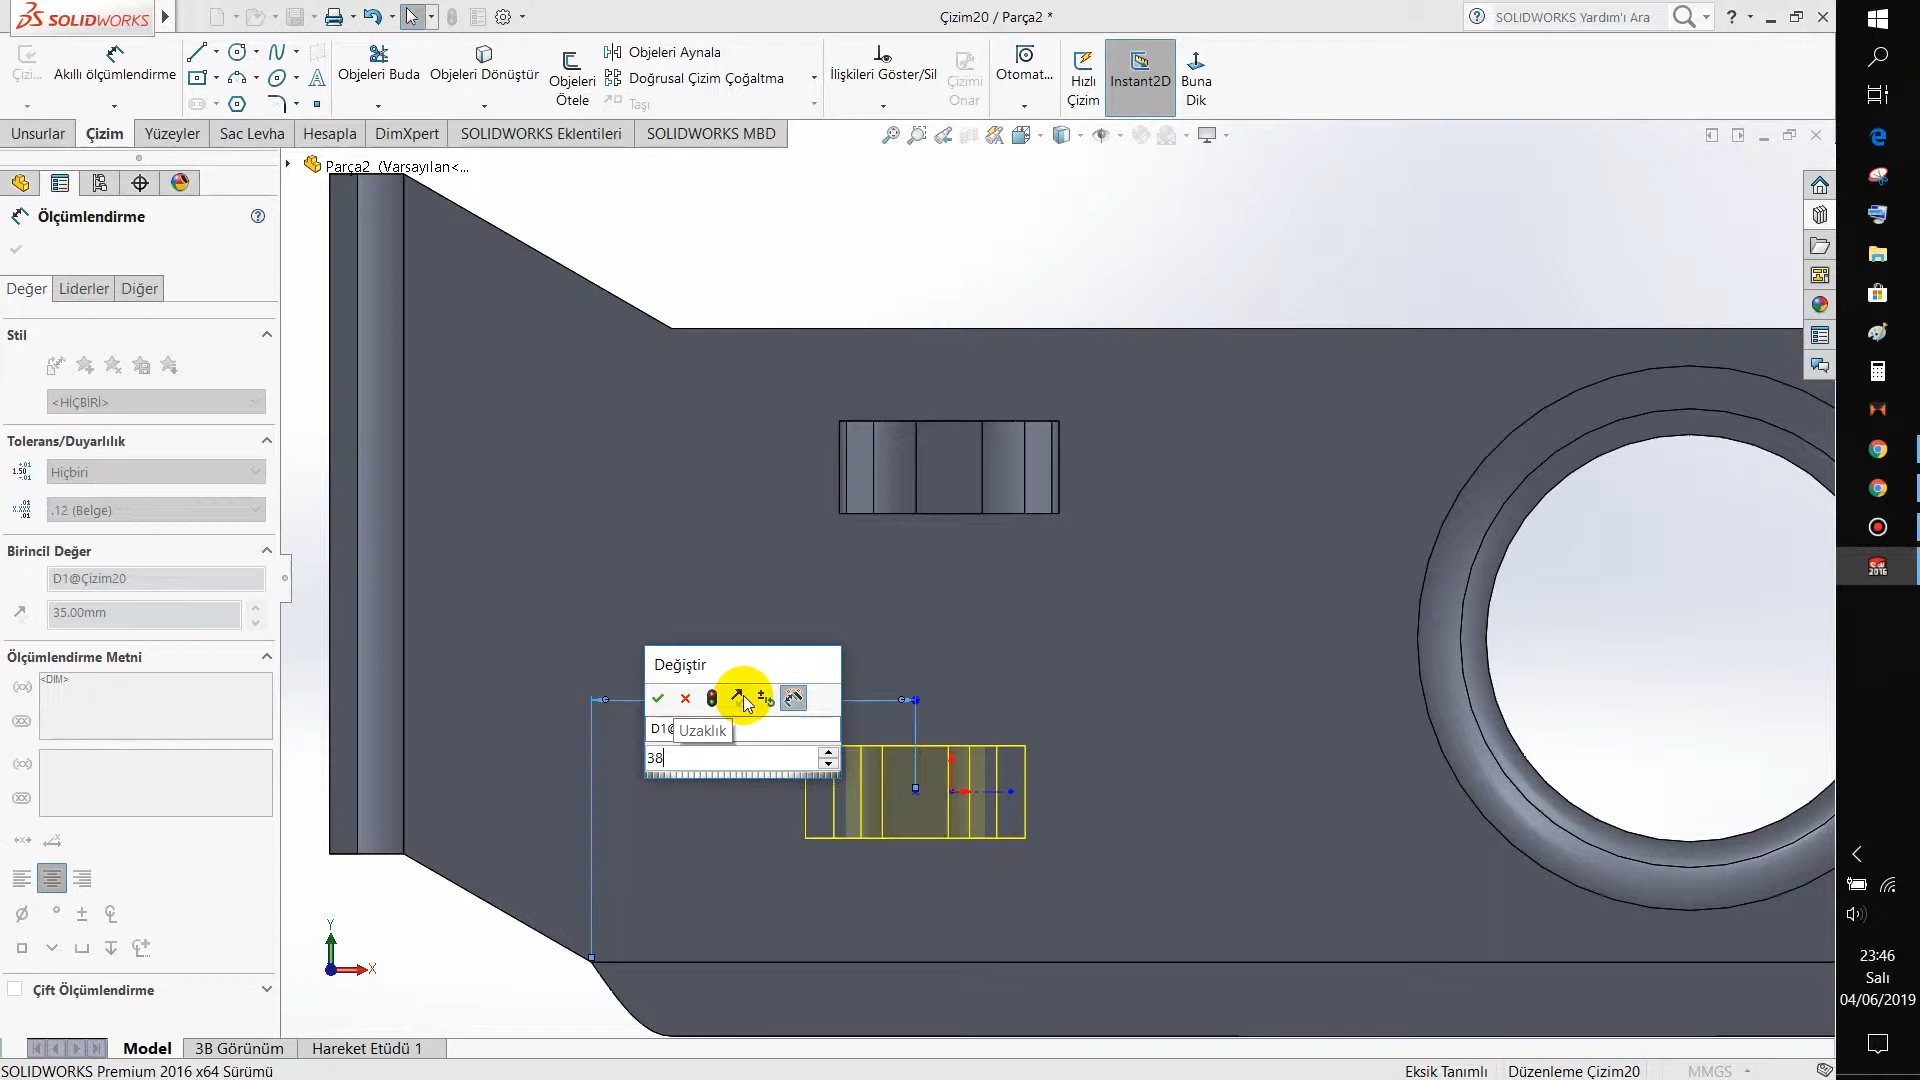 SOLIDWORKS
Çizim20 / Parça2 *
SOLIDWORKS Yardım'ı Ara
Çizi...
Akıllı ölçümlendirme
Objeleri Buda
Objeleri Dönüştür
Objeleri Ötele
Objeleri Aynala
Doğrusal Çizim Çoğaltma
Taşı
İlişkileri Göster/Sil
Çizimi Onar
Otomat...
Hızlı Çizim
Instant2D
Buna Dik
Unsurlar
Çizim
Yüzeyler
Sac Levha
Hesapla
DimXpert
SOLIDWORKS Eklentileri
SOLIDWORKS MBD
Parça2 (Varsayılan<...
Ölçümlendirme
Değer
Liderler
Diğer
Stil
<HİÇBİRİ>
Tolerans/Duyarlılık
Hiçbiri
.12 (Belge)
Birincil Değer
D1@Çizim20
35.00mm
Ölçümlendirme Metni
<DIM>
Çift Ölçümlendirme
Değiştir
D1@
Uzaklık
38
Y
X
2016
23:46
Salı
04/06/2019
Model
3B Görünüm
Hareket Etüdü 1
SOLIDWORKS Premium 2016 x64 Sürümü
Eksik Tanımlı
Düzenleme Çizim20
MMGS